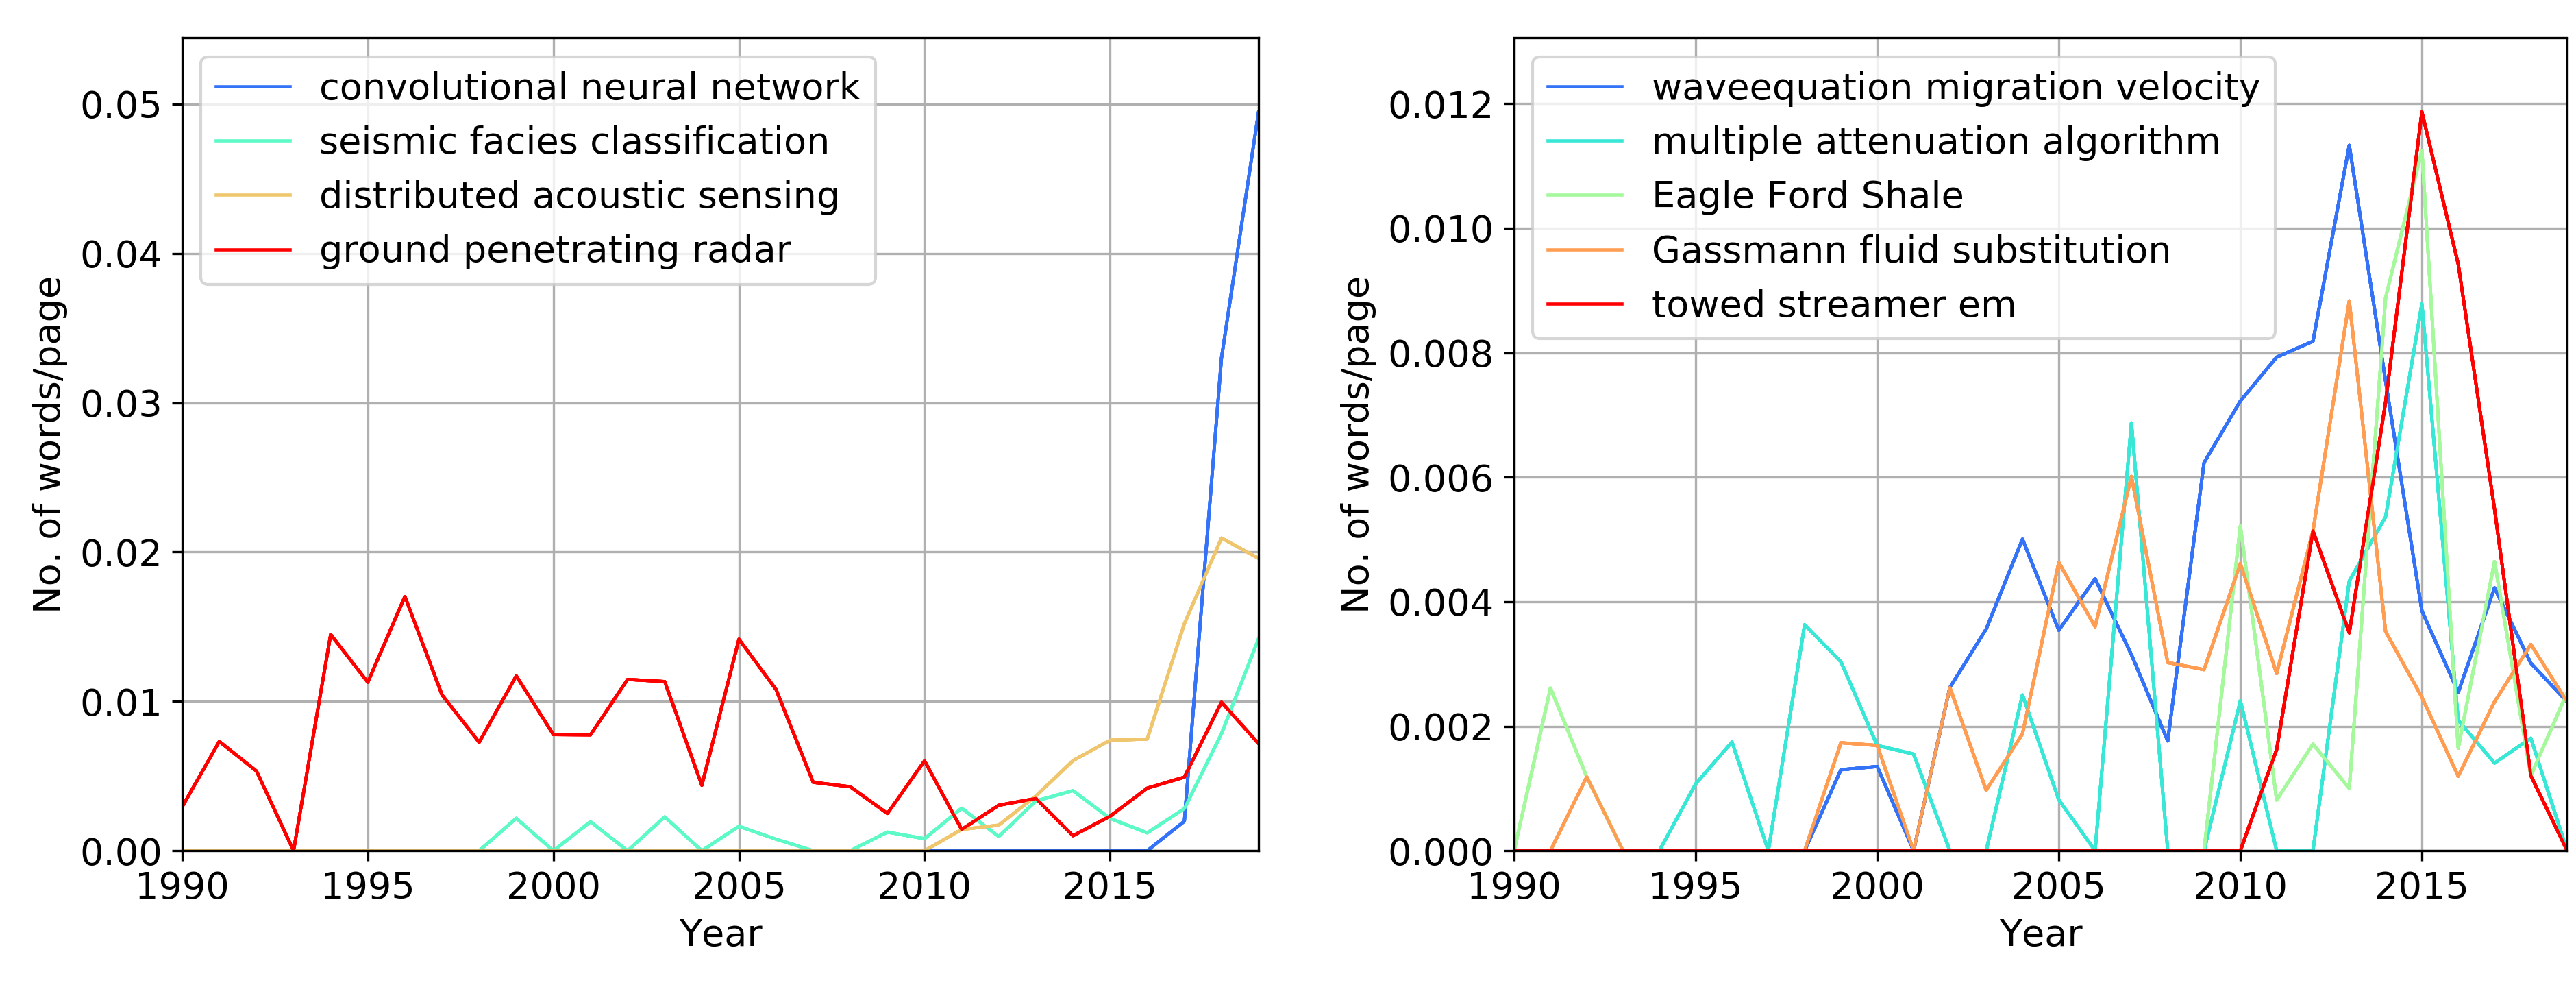 convolutional neural network
seismic facies classification
distributed acoustic sensing
ground penetrating radar
0.05
0.04
0.03
0.02
0.01
0.00
No. of words/page
1990 1995 2000 2005 2010 2015
Year
waveequation migration velocity
multiple attenuation algorithm
Eagle Ford Shale
Gassmann fluid substitution
towed streamer em
0.012
0.010
0.008
0.006
0.004
0.002
0.000
No. of words/page
1990 1995 2000 2005 2010 2015
Year